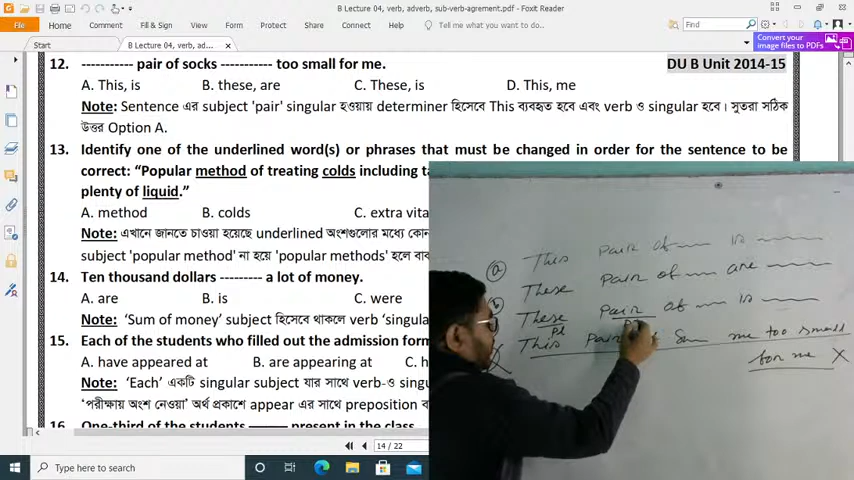 B Lecture 04, verb, adverb, sub-verb-agrement.pdf - Foxit Reader
File Home Comment Fill & Sign View Form Protect Share Help Tell me what you want to do... Find
Convert your
image files to PDFs
Start B Lecture 04, verb, ad...
12. ---------- pair of socks ----------- too small for me. DU B Unit 2014-15
A. This, is B. these, are C. These, is D. This, me
Note: Sentence এর subject 'pair' singular হওয়ায় determiner হিসেবে This ব্যবহৃত হবে এবং verb ও singular হবে। সুতরা সঠিক
উত্তর Option A.
13. Identify one of the underlined word(s) or phrases that must be changed in order for the sentence to be
correct: “Popular method of treating colds including ta
plenty of liquid.”
A. method B. colds C. extra vita
Note: এখানে জানতে চাওয়া হয়েছে underlined অংশগুলোর মধ্যে কোন
subject 'popular method' না হয়ে 'popular methods' হলে বাব
14. Ten thousand dollars --------- a lot of money.
A. are B. is C. were
Note: 'Sum of money' subject হিসেবে থাকলে verb 'singula
15. Each of the students who filled out the admission form
A. have appeared at B. are appearing at C. h
Note: 'Each' একটি singular subject যার সাথে verb-ও singu
'পরীক্ষায় অংশ নেওয়া' অর্থ প্রকাশে appear এর সাথে preposition ব
16. One-third of the students ------- present in the class.
This Pair of is
a
These pair of are
b
These pair of is
Pl
This Pair me too small
for me X
14 / 22
Type here to search